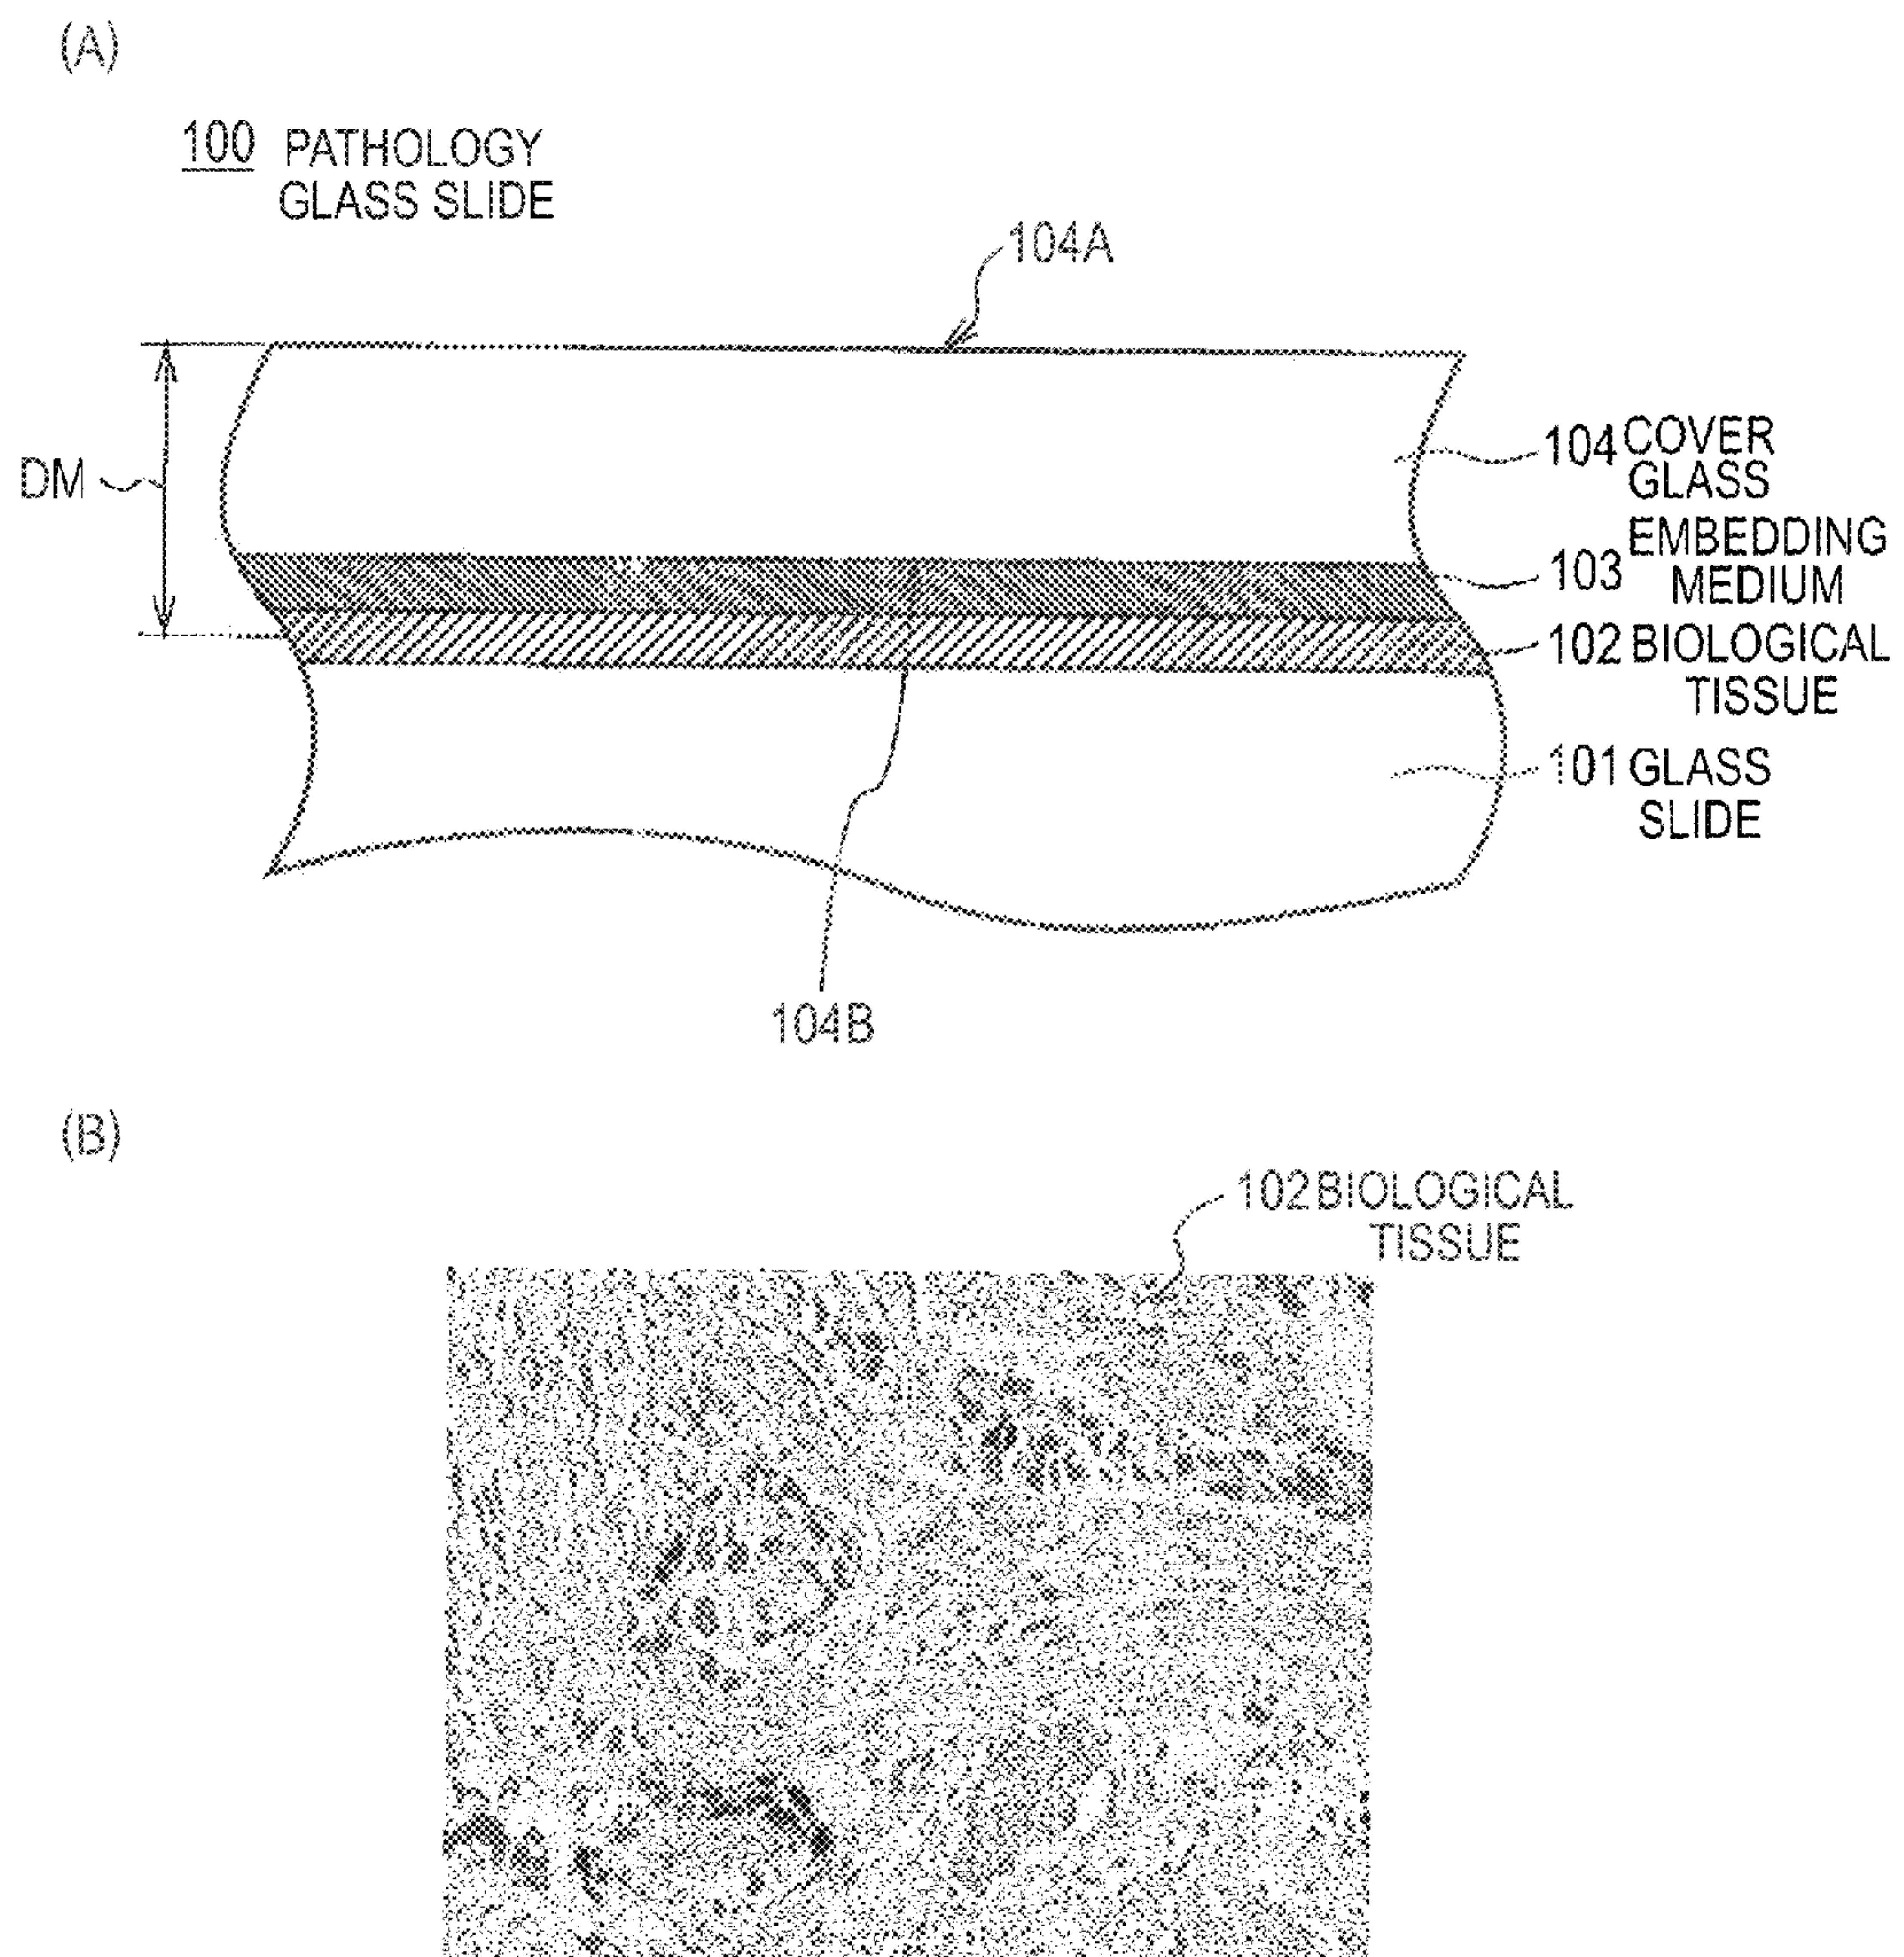 (A)
100 PATHOLOGY
GLASS SLIDE
104A
DM
104 COVER
GLASS
103 EMBEDDING
MEDIUM
102 BIOLOGICAL
TISSUE
101 GLASS
SLIDE
104B
(B)
102 BIOLOGICAL
TISSUE